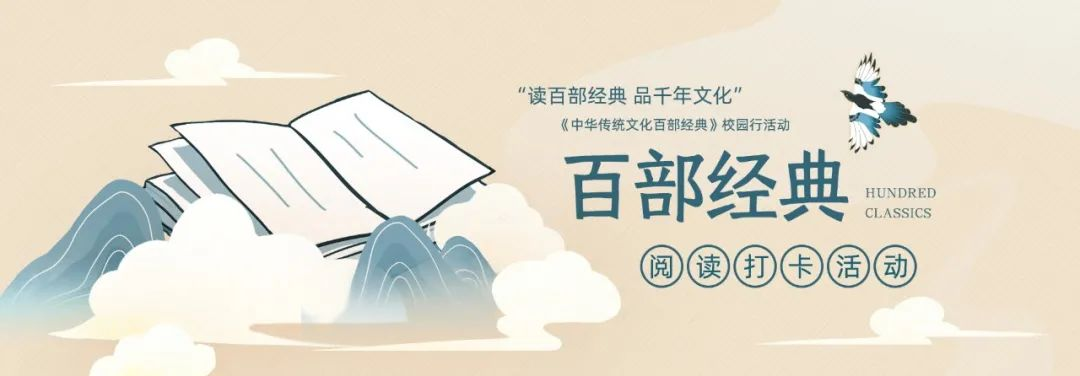 “读百部经典 品千年文化”
《中华传统文化百部经典》校园行活动
百部经典
HUNDRED
CLASSICS
阅读打卡活动